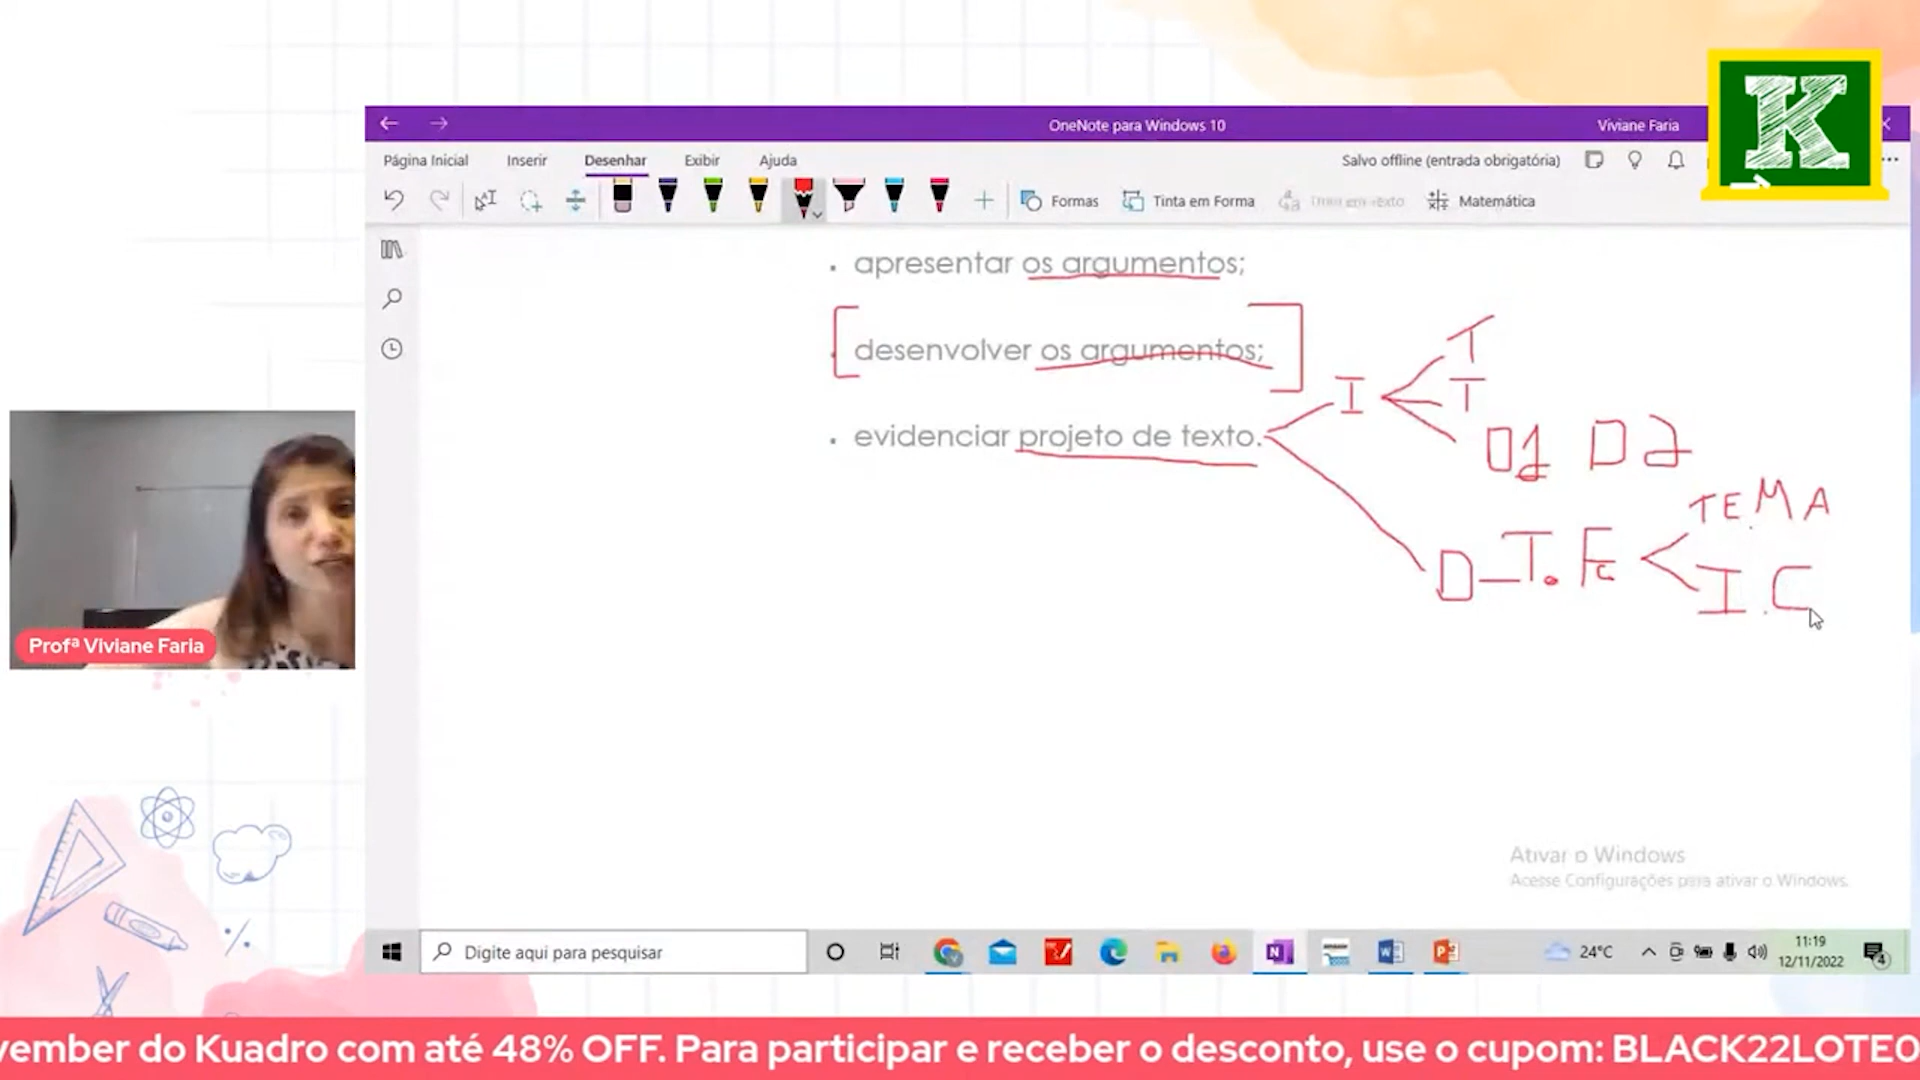 K
← → OneNote para Windows 10 Viviane Faria
Página Inicial Inserir Desenhar Exibir Ajuda Salvo offline (entrada obrigatória)
Formas Tinta em Forma Matemática
. apresentar os argumentos;
. desenvolver os argumentos;
. evidenciar projeto de texto.
I
T
T
D1 D2
D - T.F.
TEMA
I.C
Profª Viviane Faria
Ativar o Windows
Acesse Configurações para ativar o Windows.
Digite aqui para pesquisar
24°C
11:19
12/11/2022
4
vember do Kuadro com até 48% OFF. Para participar e receber o desconto, use o cupom: BLACK22LOTE0